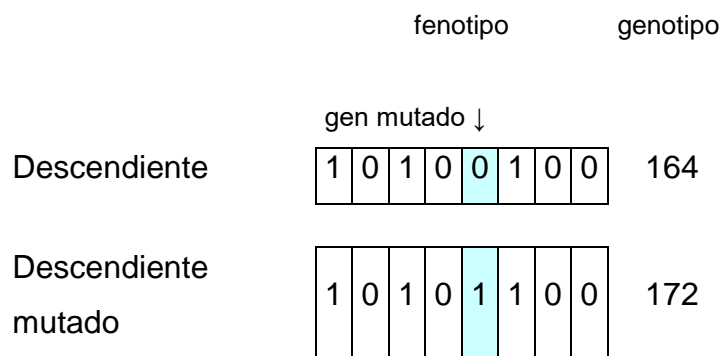 fenotipo genotipo
gen mutado ↓
Descendiente 1 0 1 0 0 1 0 0 164
Descendiente
mutado 1 0 1 0 1 1 0 0 172